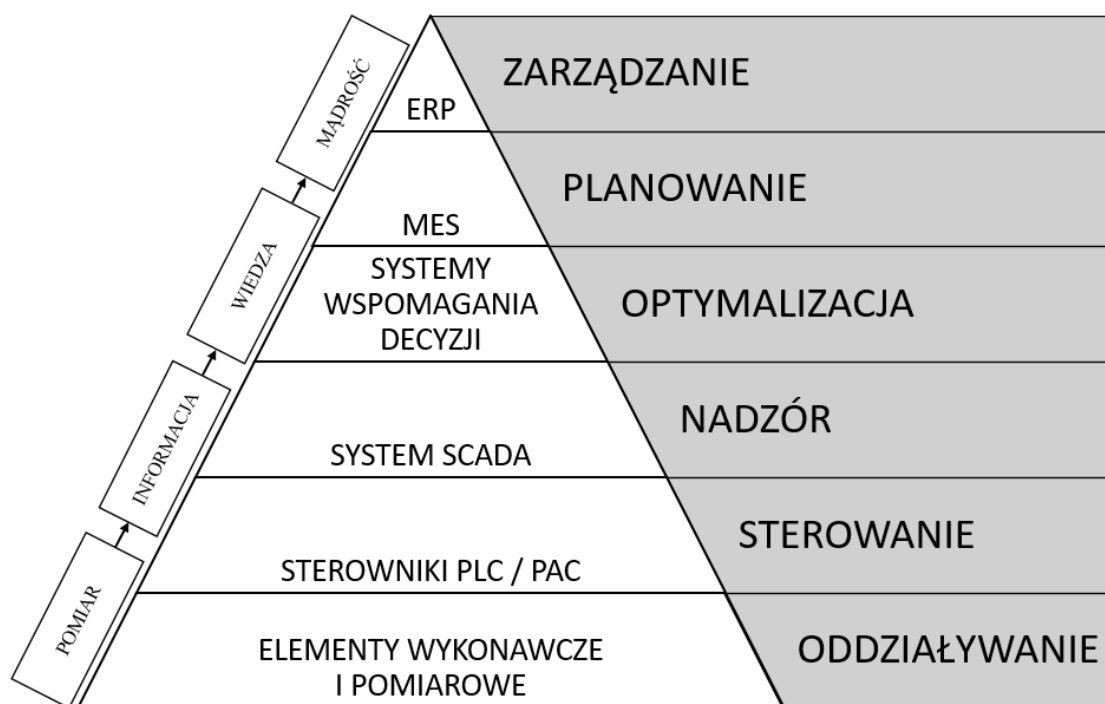 MĄDROŚĆ
ERP
ZARZĄDZANIE
WIEDZA
MES
PLANOWANIE
SYSTEMY
WSPOMAGANIA
DECYZJI
OPTYMALIZACJA
INFORMACJA
SYSTEM SCADA
NADZÓR
STEROWNIKI PLC / PAC
STEROWANIE
POMIAR
ELEMENTY WYKONAWCZE
I POMIAROWE
ODDZIAŁYWANIE